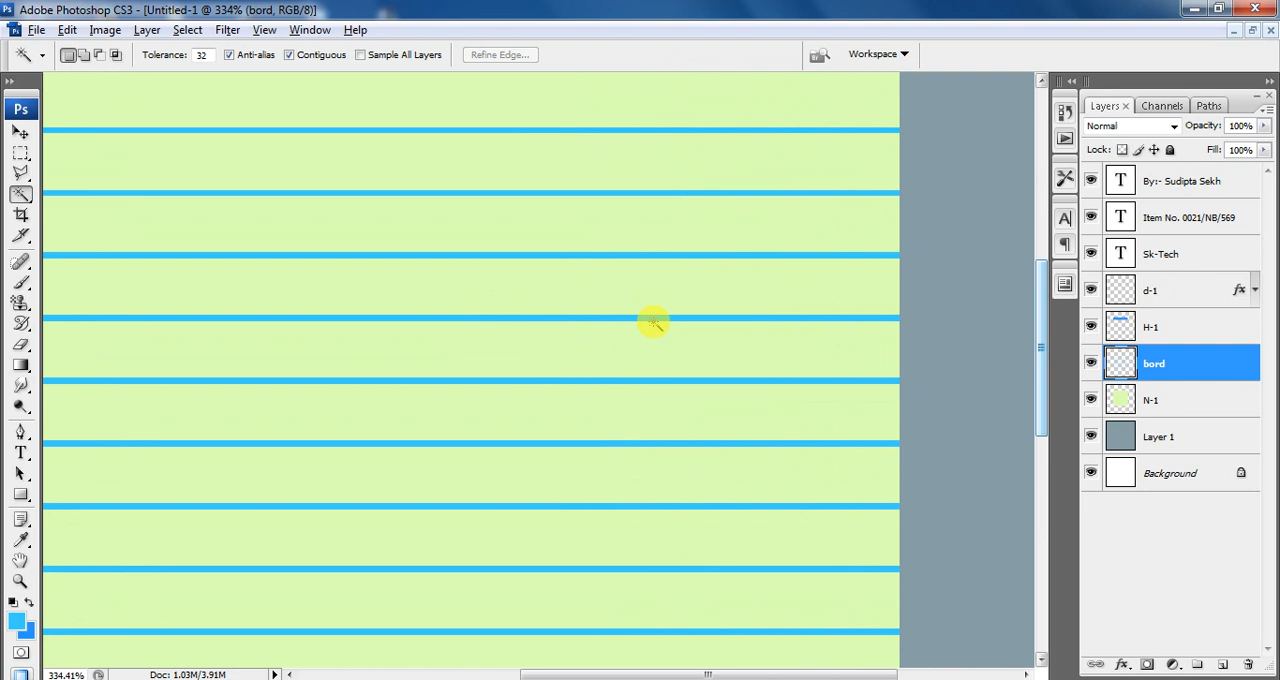 Adobe Photoshop CS3 - [Untitled-1 @ 334% (bord, RGB/8)]
File Edit Image Layer Select Filter View Window Help
Tolerance: 32 Anti-alias Contiguous Sample All Layers Refine Edge... Workspace
Ps
Layers Channels Paths
Normal Opacity: 100%
Lock: Fill: 100%
By:- Sudipta Sekh
Item No. 0021/NB/569
Sk-Tech
d-1 fx
H-1
bord
N-1
Layer 1
Background
334.41% Doc: 1.03M/3.91M